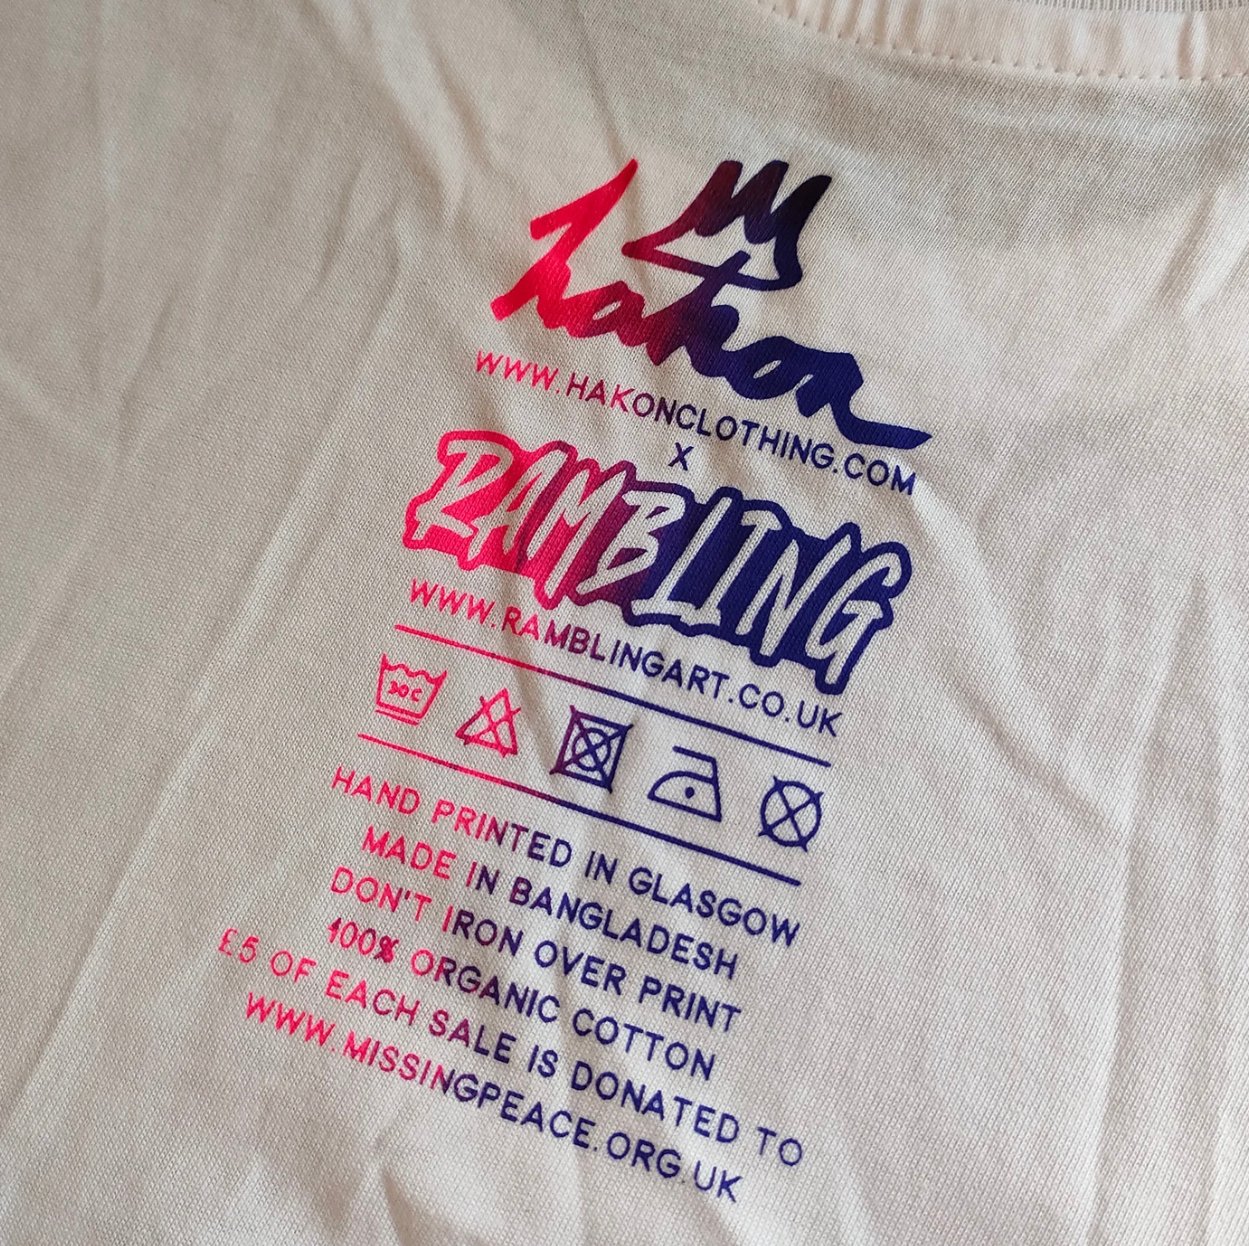 hakon
WWW.HAKONCLOTHING.COM
X
RAMBLING
WWW.RAMBLINGART.CO.UK
30C
HAND PRINTED IN GLASGOW
MADE IN BANGLADESH
DON'T IRON OVER PRINT
100% ORGANIC COTTON
£5 OF EACH SALE IS DONATED TO
WWW.MISSINGPEACE.ORG.UK